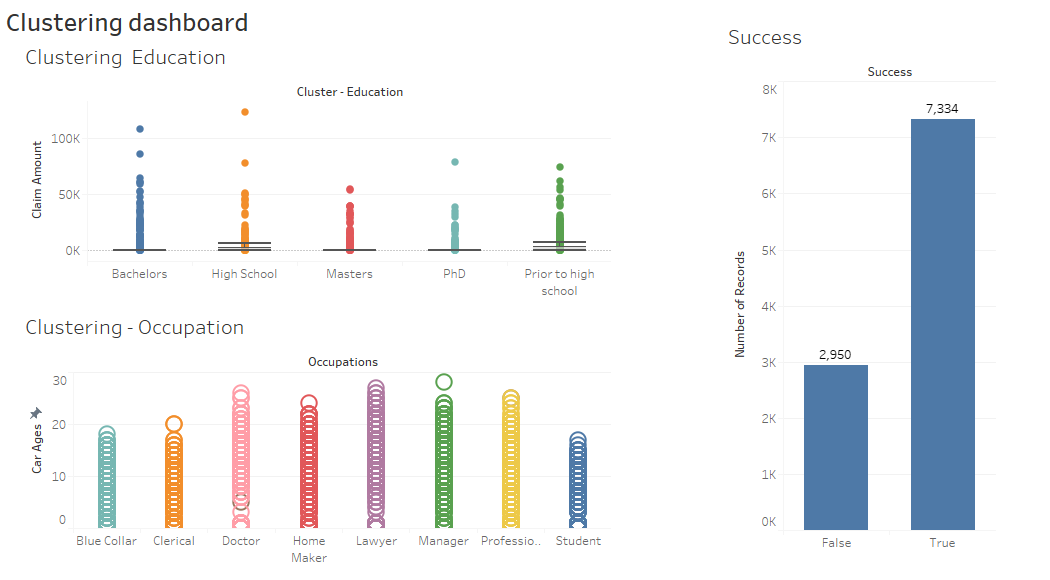 Clustering dashboard
Clustering  Education
Cluster - Education
Claim Amount
100K
50K
0K
Bachelors
High School
Masters
PhD
Prior to high
school
Clustering - Occupation
Occupations
Car Ages
30
20
10
0
Blue Collar
Clerical
Doctor
Home
Maker
Lawyer
Manager
Professio..
Student
Success
Success
Number of Records
8K
7K
6K
5K
4K
3K
2K
1K
0K
2,950
7,334
False
True